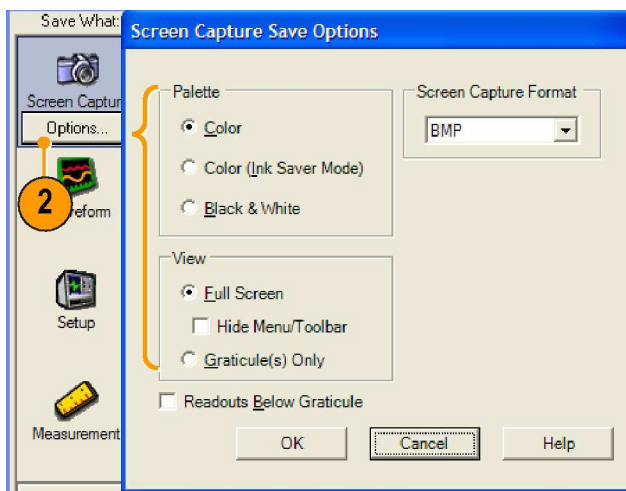 Save What:
Screen Captur
Options...
2
veform
Setup
Measurement
Screen Capture Save Options
Palette
Color
Color (Ink Saver Mode)
Black & White
View
Full Screen
Hide Menu/Toolbar
Graticule(s) Only
Readouts Below Graticule
Screen Capture Format
BMP
OK
Cancel
Help